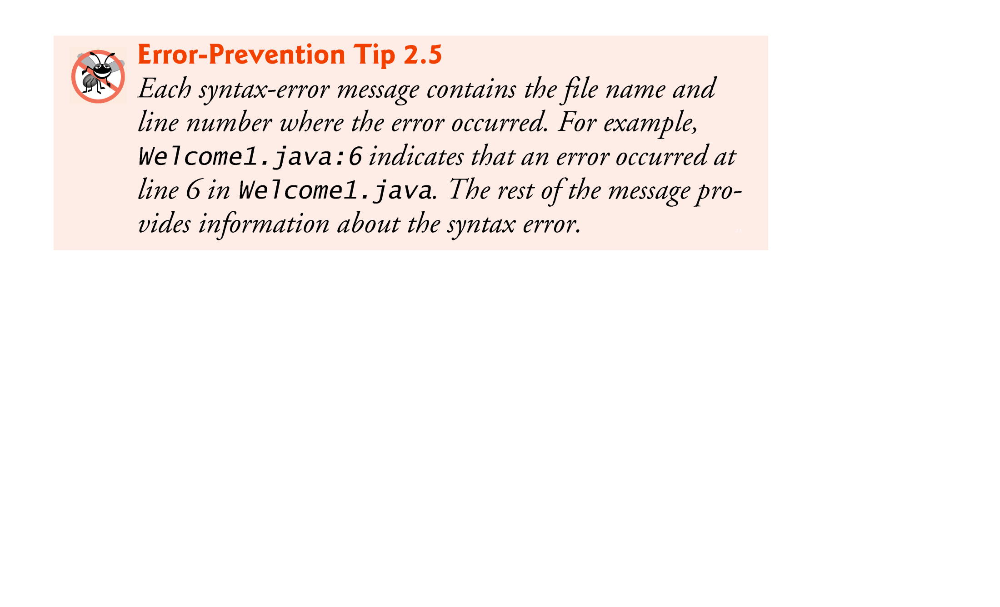 Error-Prevention Tip 2.5
Each syntax-error message contains the file name and
line number where the error occurred. For example,
Welcome1.java:6 indicates that an error occurred at
line 6 in Welcome1.java. The rest of the message pro-
vides information about the syntax error.